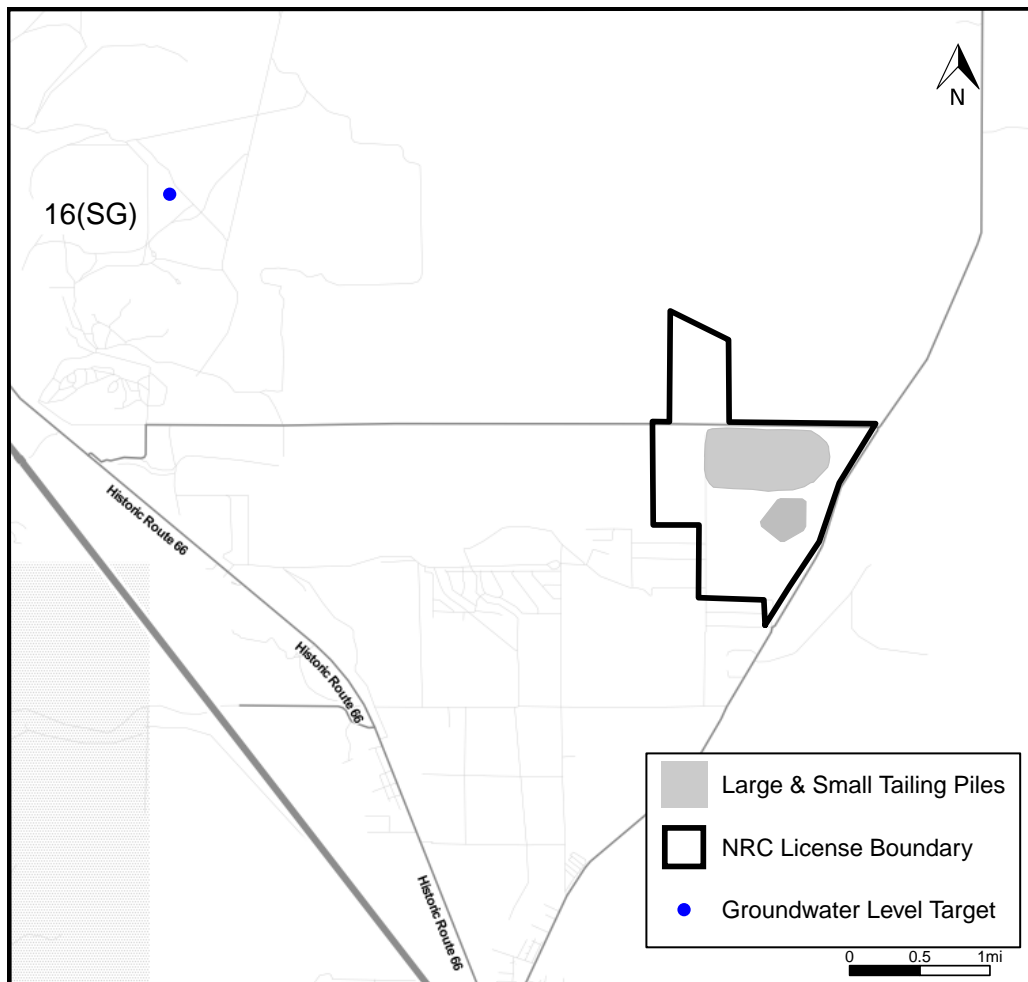 N
16(SG)
Historic Route 66
Historic Route 66
Historic Route 66
Large & Small Tailing Piles
NRC License Boundary
Groundwater Level Target
0 0.5 1mi